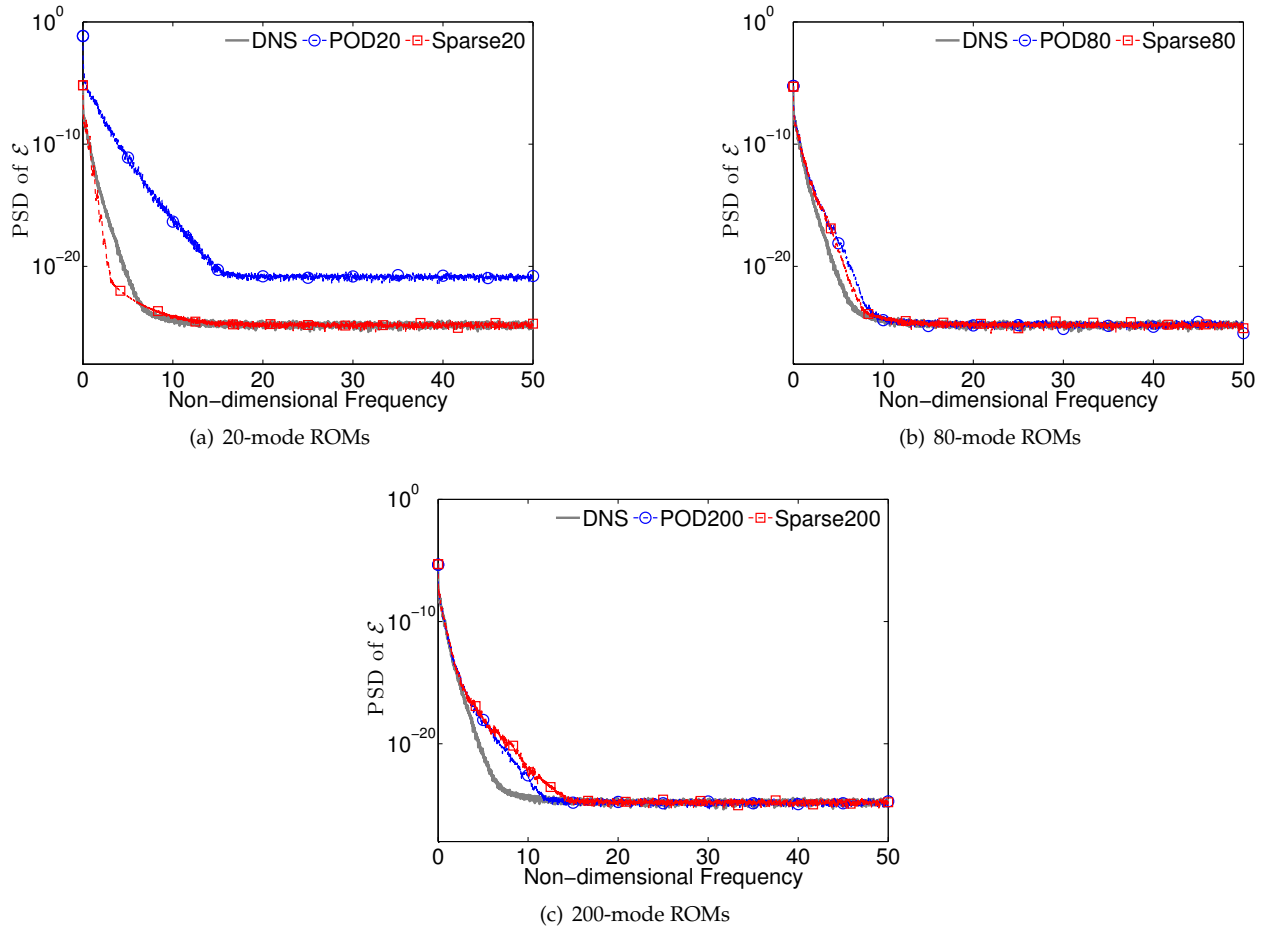 DNS POD20 Sparse20
PSD of ℰ
10^0
10^-10
10^-20
0 10 20 30 40 50
Non-dimensional Frequency
(a) 20-mode ROMs
DNS POD80 Sparse80
PSD of ℰ
10^0
10^-10
10^-20
0 10 20 30 40 50
Non-dimensional Frequency
(b) 80-mode ROMs
DNS POD200 Sparse200
PSD of ℰ
10^0
10^-10
10^-20
0 10 20 30 40 50
Non-dimensional Frequency
(c) 200-mode ROMs